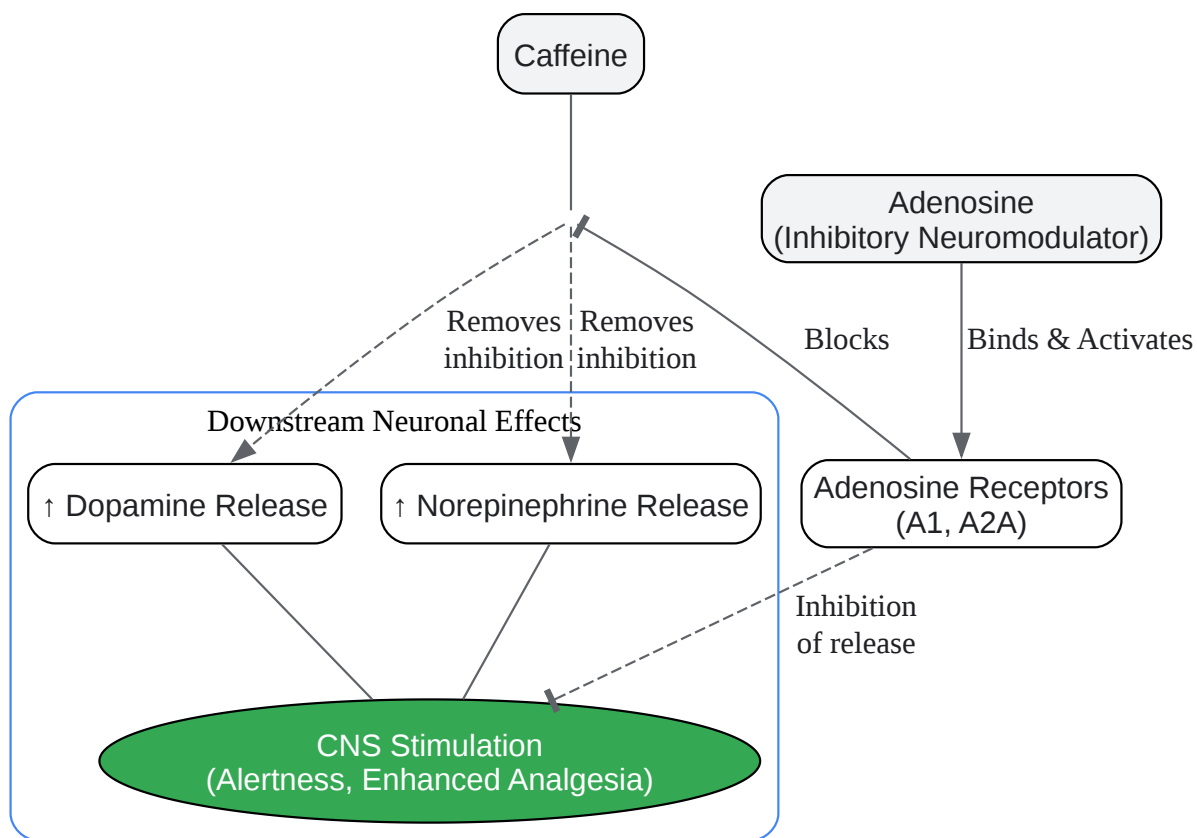 Caffeine
Adenosine
(Inhibitory Neuromodulator)
Removes
inhibition
Removes
inhibition
Blocks
Binds & Activates
Downstream Neuronal Effects
↑ Dopamine Release
↑ Norepinephrine Release
Adenosine Receptors
(A1, A2A)
Inhibition
of release
CNS Stimulation
(Alertness, Enhanced Analgesia)